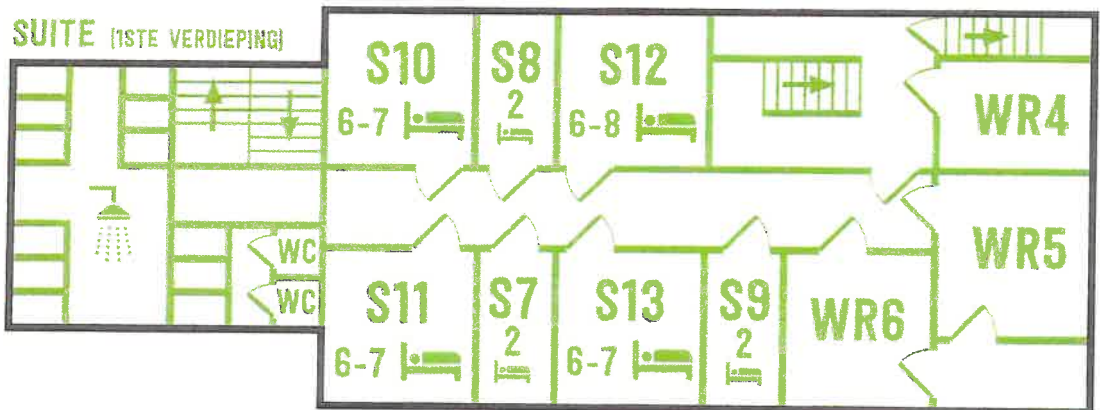 SUITE (1STE VERDIEPING)
S10
6-7
S8
2
S12
6-8
WR4
WR5
WC
WC
S11
6-7
S7
2
S13
6-7
S9
2
WR6